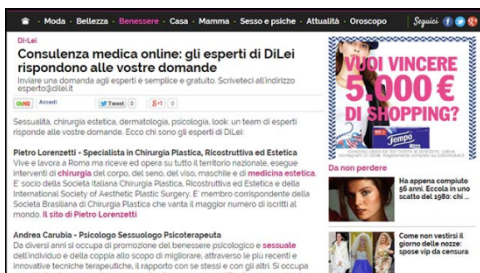 Moda · Bellezza · Benessere · Casa · Mamma · Sesso e psiche · Attualità · Oroscopo
Seguici
Di·Lei
Consulenza medica online: gli esperti di DiLei
rispondono alle vostre domande
Inviare una domanda agli esperti è semplice e gratuito. Scriveteci all'indirizzo
esperto@dilei.it
Accedi
Tweet 0
g+1 0
Sessualità, chirurgia estetica, dermatologia, psicologia, look: un team di esperti
risponde alle vostre domande. Ecco chi sono gli esperti di DiLei:
Pietro Lorenzetti - Specialista in Chirurgia Plastica, Ricostruttiva ed Estetica
Vive e lavora a Roma ma riceve ed opera su tutto il territorio nazionale, esegue
interventi di chirurgia del corpo, del seno, del viso, maschile e di medicina estetica.
E' socio della Società Italiana Chirurgia Plastica, Ricostruttiva ed Estetica e della
International Society of Aesthetic Plastic Surgery. E' membro corrispondente della
Società Brasiliana di Chirurgia Plastica che vanta il maggior numero di iscritti al
mondo. Il sito di Pietro Lorenzetti
Andrea Carubia - Psicologo Sessuologo Psicoterapeuta
Da diversi anni si occupa di promozione del benessere psicologico e sessuale
dell'individuo e della coppia allo scopo di migliorare, attraverso le più recenti e
innovative tecniche terapeutiche, il rapporto con se stessi e con gli altri. Si occupa
VUOI VINCERE
5.000 €
DI SHOPPING?
Tempo
Da non perdere
Ha appena compiuto
56 anni. Eccola in uno
scatto del 1980: chi ...
Come non vestirsi il
giorno delle nozze:
spose vip da censura